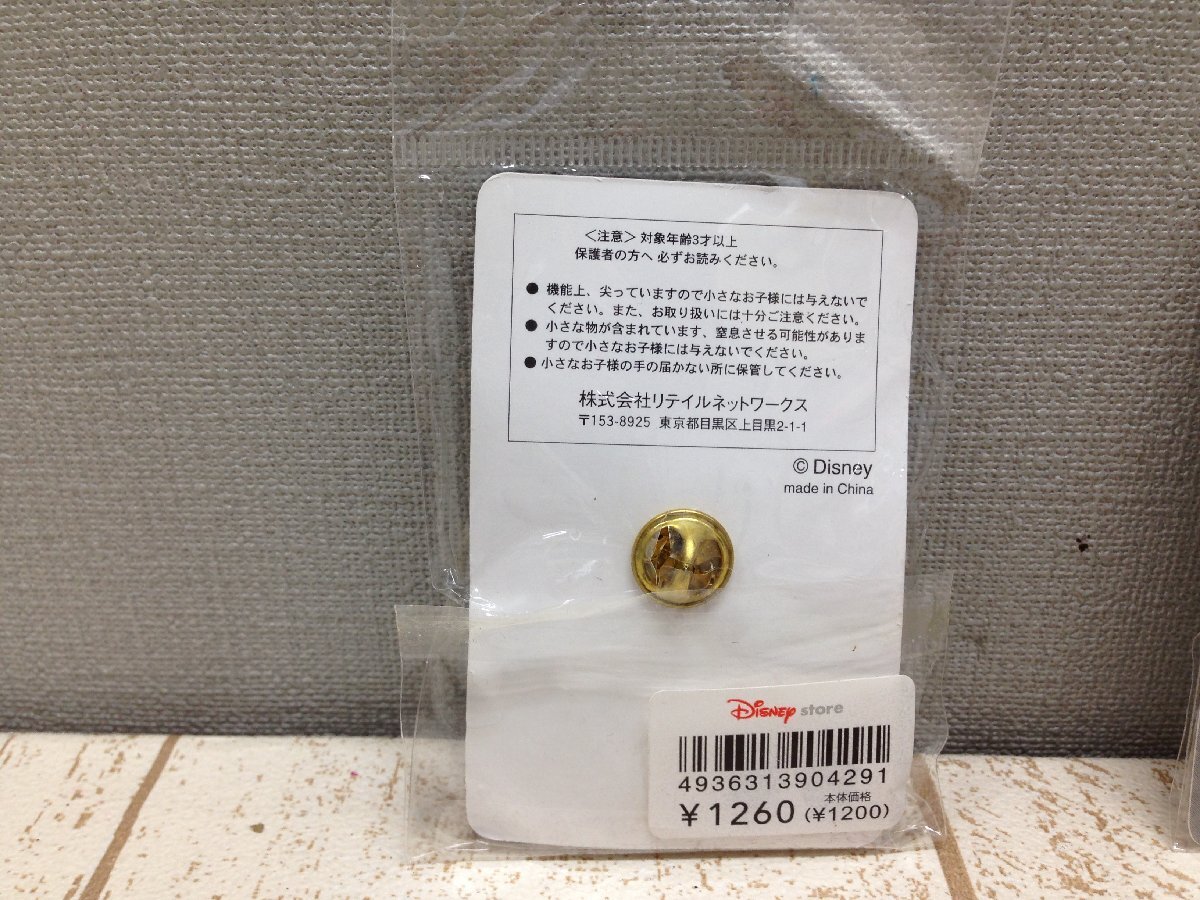 ＜注意＞対象年齢3才以上
保護者の方へ 必ずお読みください。
● 機能上、尖っていますので小さなお子様には与えないで
ください。また、お取り扱いには十分ご注意ください。
● 小さな物が含まれています、窒息させる可能性がありま
すので小さなお子様には与えないでください。
● 小さなお子様の手の届かない所に保管してください。
株式会社リテイルネットワークス
〒153-8925 東京都目黒区上目黒2-1-1
© Disney
made in China
Disney store
4936313904291
本体価格
￥1260 (￥1200)